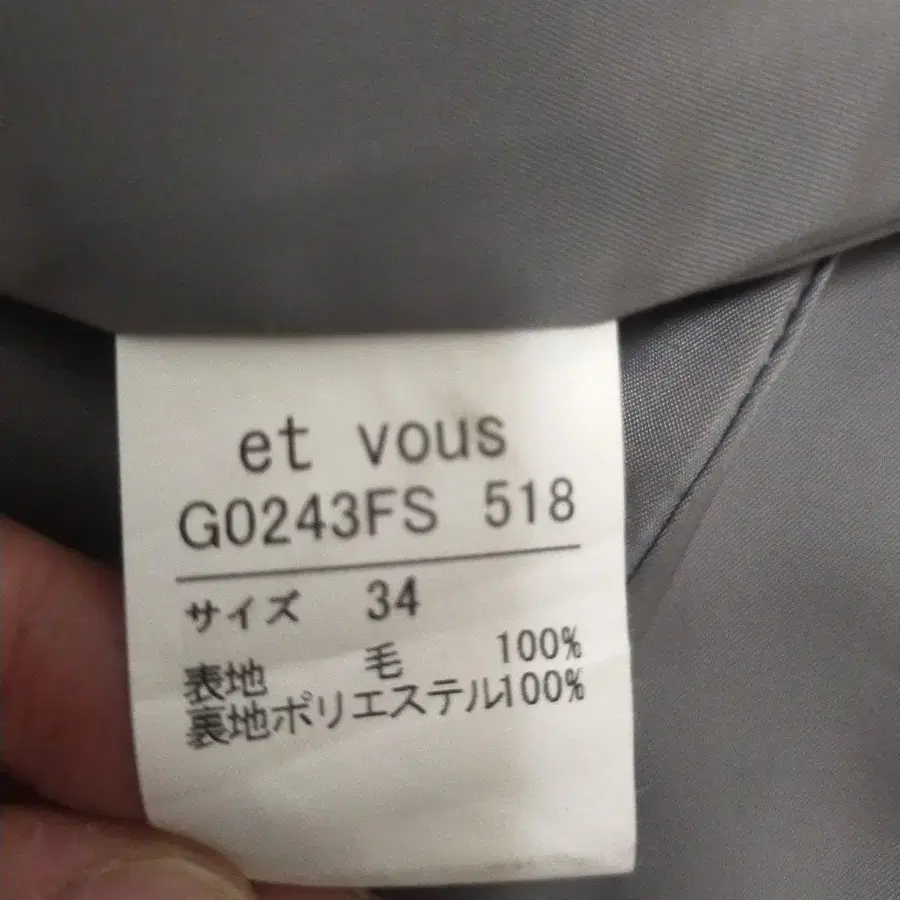 et vous
G0243FS 518
サイズ 34
表地 毛 100%
裏地ポリエステル100%